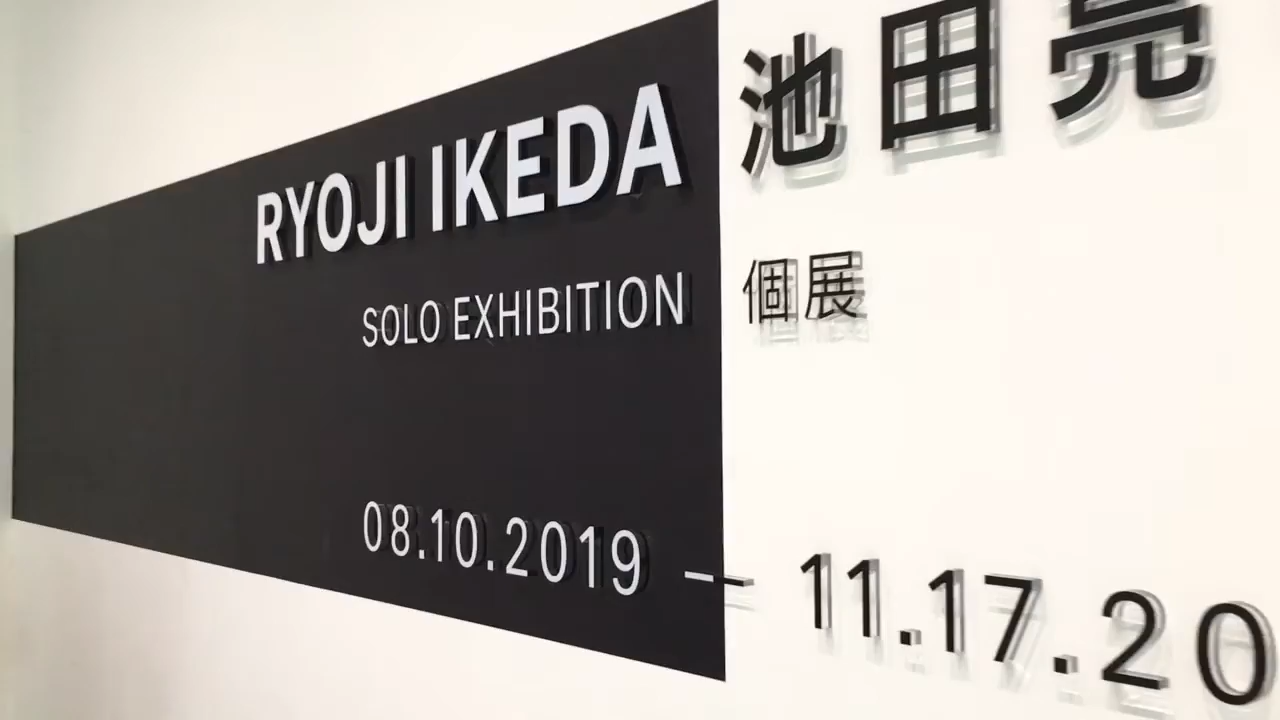 RYOJI IKEDA 池田亮
SOLO EXHIBITION 個展
08.10.2019 – 11.17.20